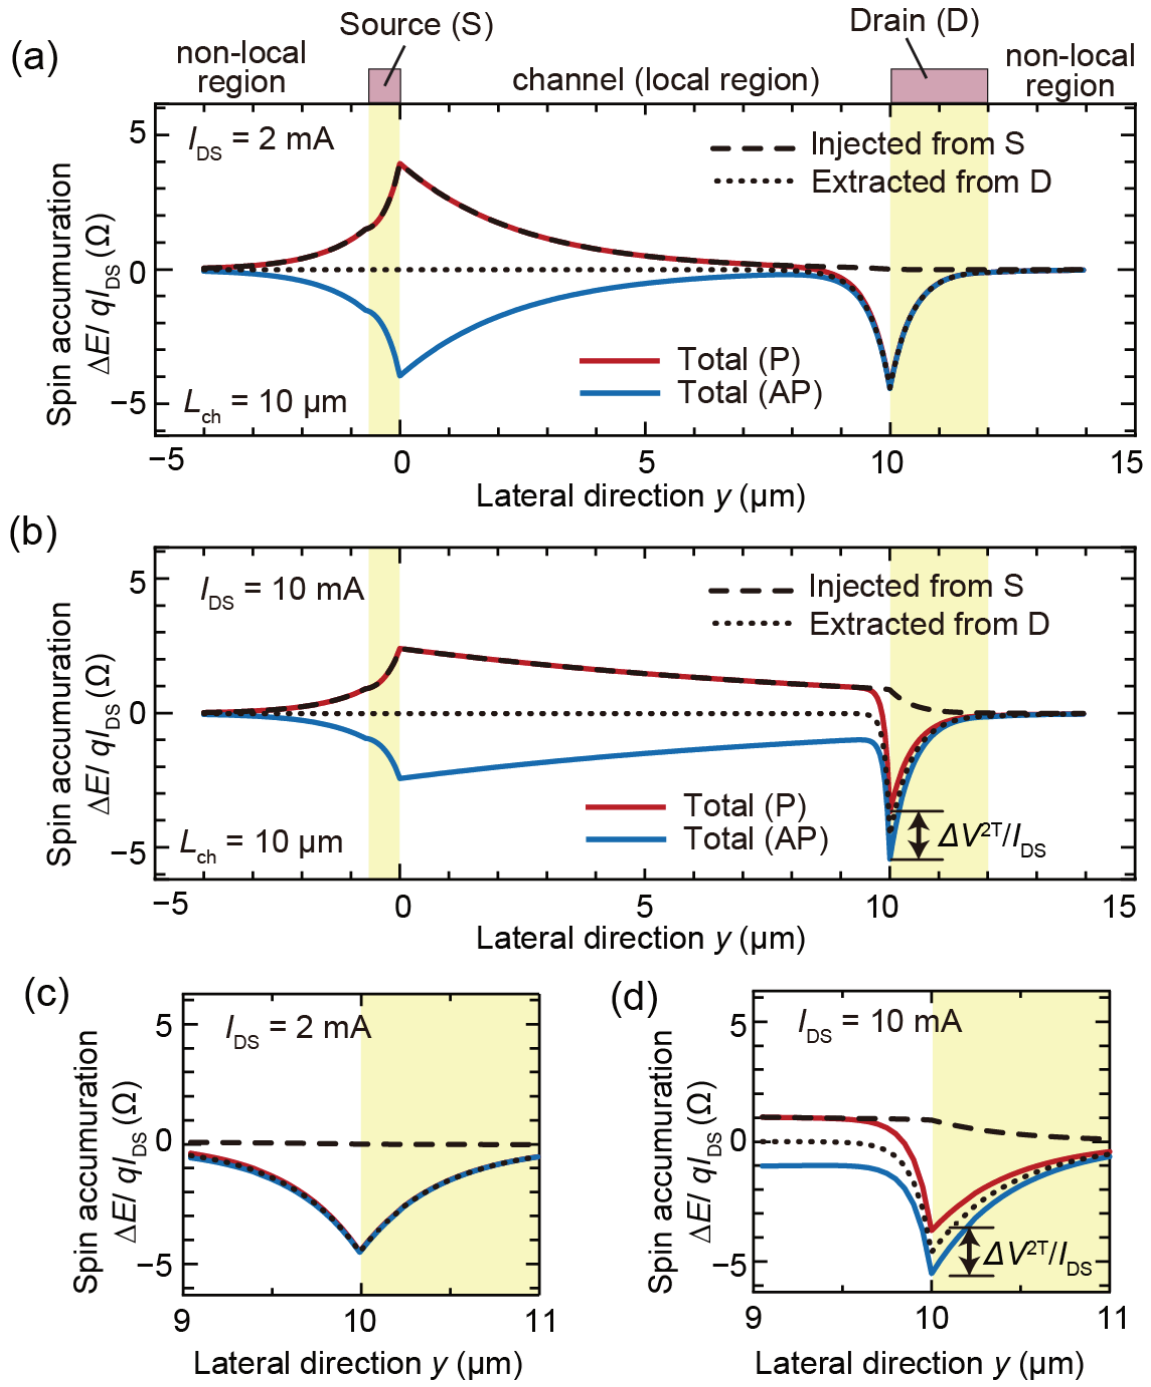 (a)
Source (S)
Drain (D)
non-local
region
channel (local region)
non-local
region
I_DS = 2 mA
Injected from S
Extracted from D
Total (P)
Total (AP)
L_ch = 10 μm
Spin accumuration
ΔE/ qI_DS (Ω)
5
0
−5
−5
0
5
10
15
Lateral direction y (μm)
(b)
I_DS = 10 mA
Injected from S
Extracted from D
Total (P)
Total (AP)
ΔV^2T/I_DS
L_ch = 10 μm
Spin accumuration
ΔE/ qI_DS (Ω)
5
0
−5
−5
0
5
10
15
Lateral direction y (μm)
(c)
I_DS = 2 mA
Spin accumuration
ΔE/ qI_DS (Ω)
5
0
−5
9
10
11
Lateral direction y (μm)
(d)
I_DS = 10 mA
ΔV^2T/I_DS
Spin accumuration
ΔE/ qI_DS (Ω)
5
0
−5
9
10
11
Lateral direction y (μm)